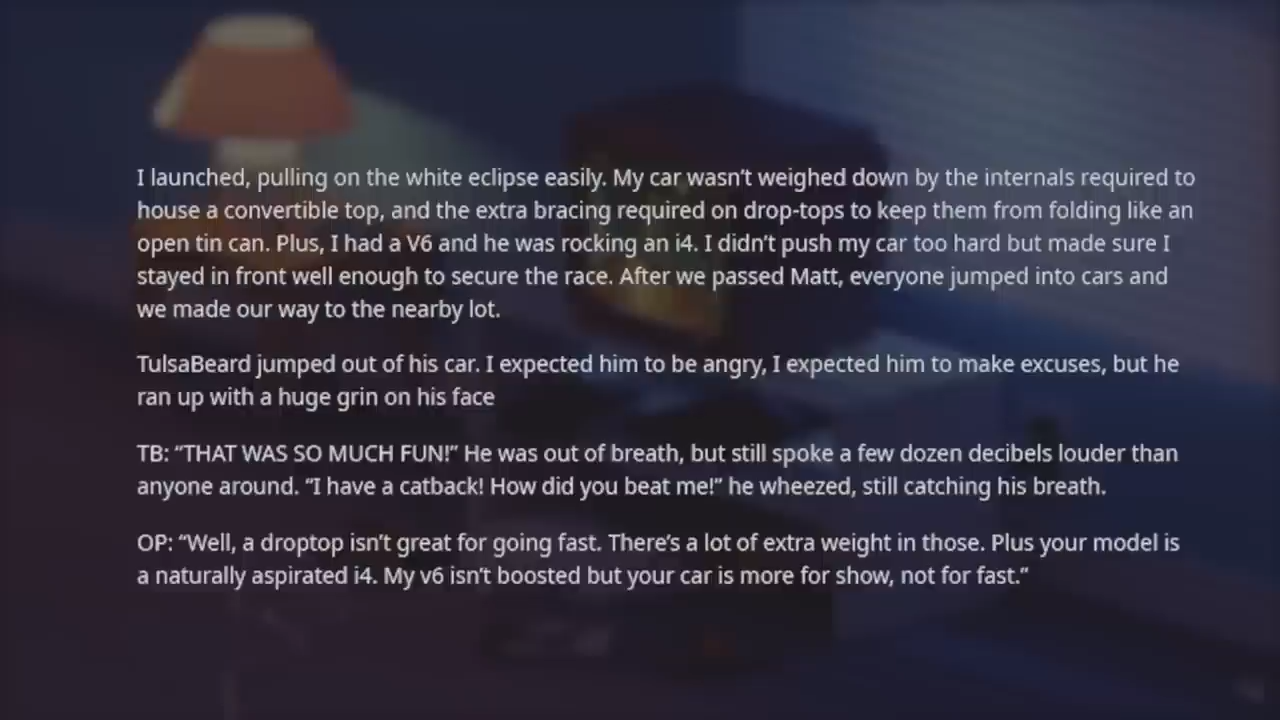 I launched, pulling on the white eclipse easily. My car wasn’t weighed down by the internals required to
house a convertible top, and the extra bracing required on drop-tops to keep them from folding like an
open tin can. Plus, I had a V6 and he was rocking an i4. I didn’t push my car too hard but made sure I
stayed in front well enough to secure the race. After we passed Matt, everyone jumped into cars and
we made our way to the nearby lot.
TulsaBeard jumped out of his car. I expected him to be angry, I expected him to make excuses, but he
ran up with a huge grin on his face
TB: “THAT WAS SO MUCH FUN!” He was out of breath, but still spoke a few dozen decibels louder than
anyone around. “I have a catback! How did you beat me!” he wheezed, still catching his breath.
OP: “Well, a droptop isn’t great for going fast. There’s a lot of extra weight in those. Plus your model is
a naturally aspirated i4. My v6 isn’t boosted but your car is more for show, not for fast.”